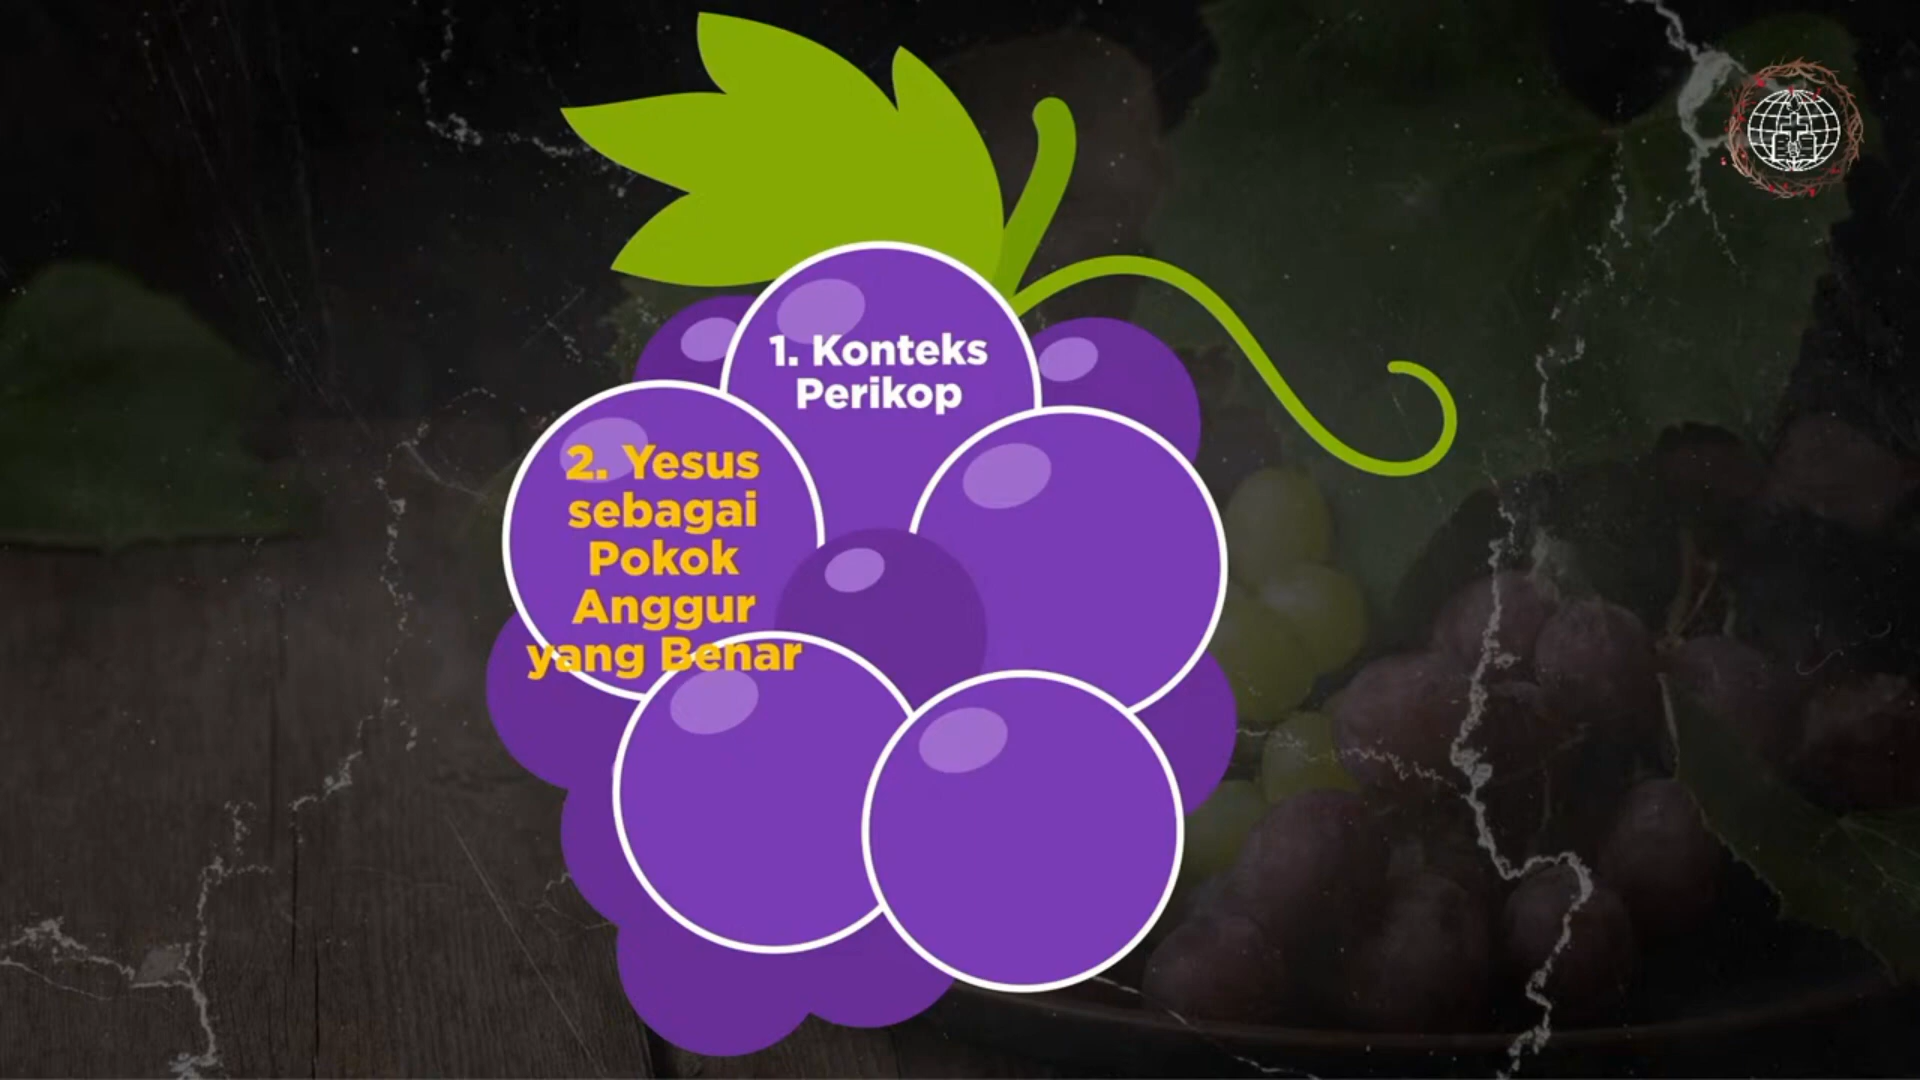 1. Konteks
Perikop
2. Yesus
sebagai
Pokok
Anggur
yang Benar